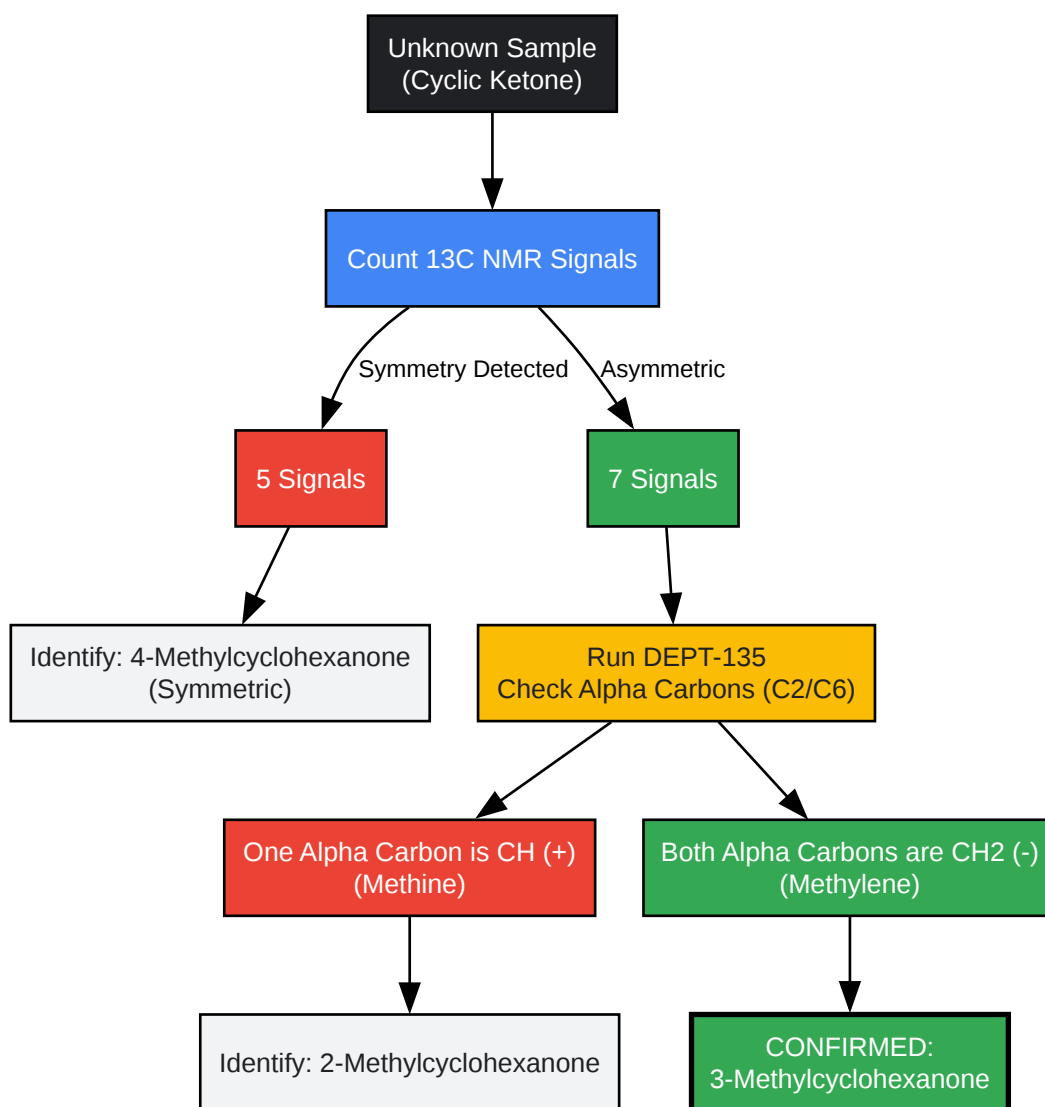 Unknown Sample
(Cyclic Ketone)
Count 13C NMR Signals
Symmetry Detected
Asymmetric
5 Signals
7 Signals
Identify: 4-Methylcyclohexanone
(Symmetric)
Run DEPT-135
Check Alpha Carbons (C2/C6)
One Alpha Carbon is CH (+)
(Methine)
Both Alpha Carbons are CH2 (-)
(Methylene)
Identify: 2-Methylcyclohexanone
CONFIRMED:
3-Methylcyclohexanone